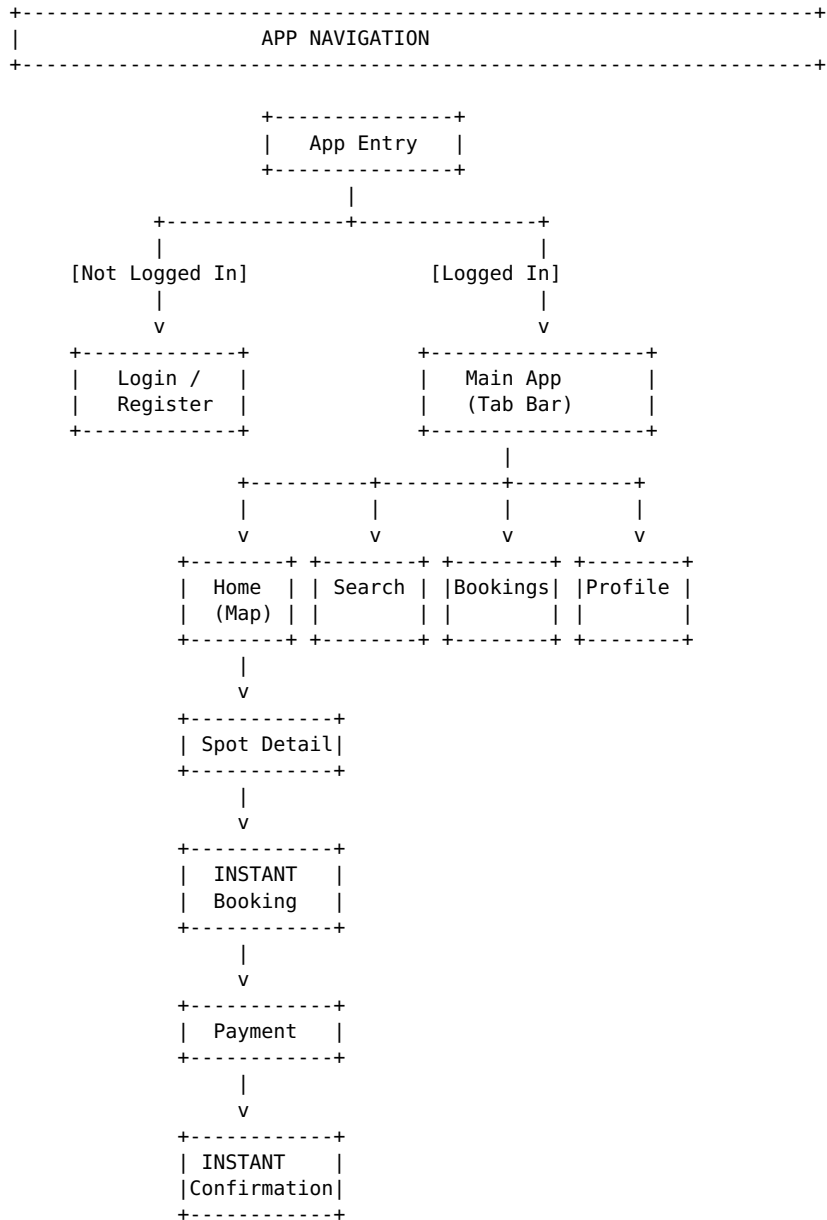 APP NAVIGATION
App Entry
[Not Logged In] [Logged In]
Login / Main App
Register (Tab Bar)
Home Search Bookings Profile
(Map)
Spot Detail
INSTANT
Booking
Payment
INSTANT
Confirmation